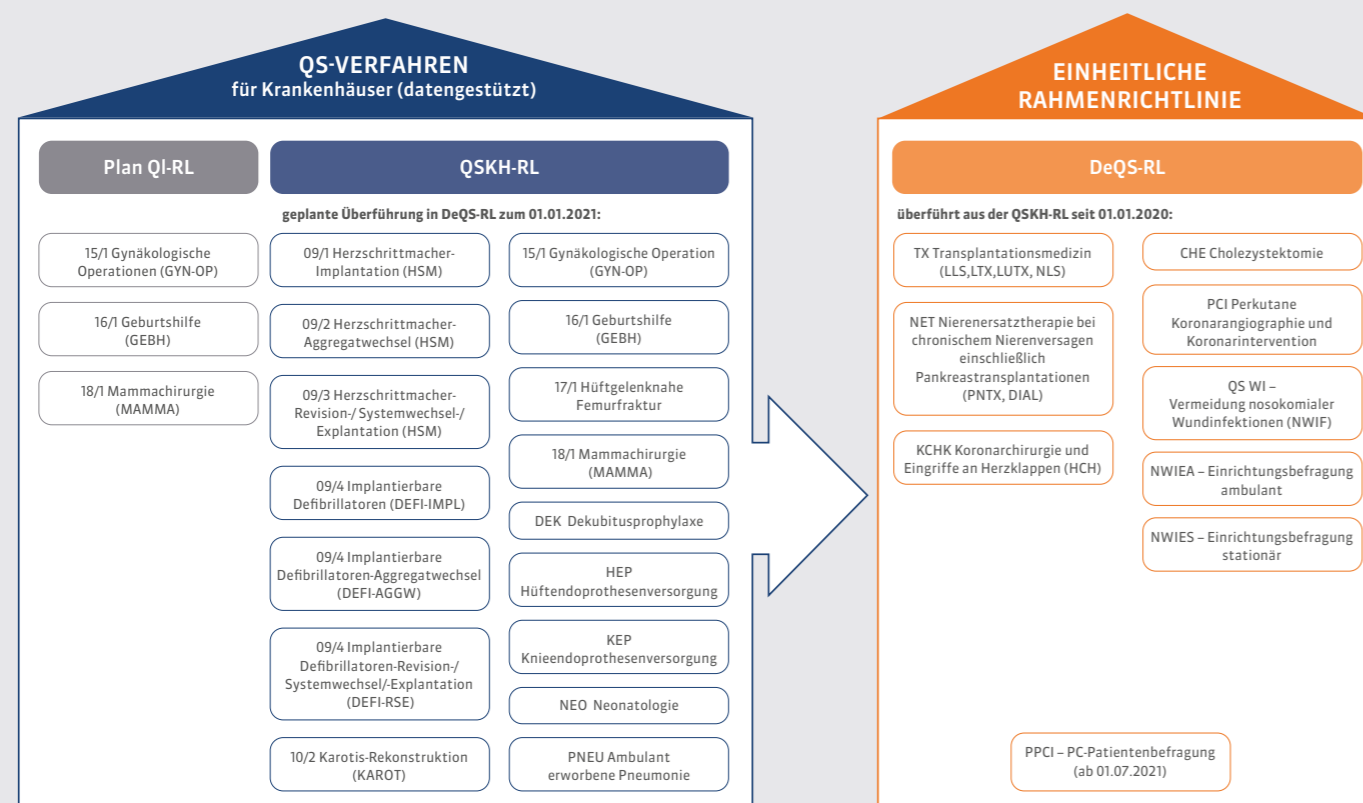 QS-VERFAHREN
für Krankenhäuser (datengestützt)
Plan QI-RL
QSKH-RL
geplante Überführung in DeQS-RL zum 01.01.2021:
15/1 Gynäkologische
Operationen (GYN-OP)
16/1 Geburtshilfe
(GEBH)
18/1 Mammachirurgie
(MAMMA)
09/1 Herzschrittmacher-
Implantation (HSM)
09/2 Herzschrittmacher-
Aggregatwechsel (HSM)
09/3 Herzschrittmacher-
Revision-/ Systemwechsel-/
Explantation (HSM)
09/4 Implantierbare
Defibrillatoren (DEFI-IMPL)
09/4 Implantierbare
Defibrillatoren-Aggregatwechsel
(DEFI-AGGW)
09/4 Implantierbare
Defibrillatoren-Revision-/
Systemwechsel/-Explantation
(DEFI-RSE)
10/2 Karotis-Rekonstruktion
(KAROT)
15/1 Gynäkologische Operation
(GYN-OP)
16/1 Geburtshilfe
(GEBH)
17/1 Hüftgelenknahe
Femurfraktur
18/1 Mammachirurgie
(MAMMA)
DEK Dekubitusprophylaxe
HEP
Hüftendoprothesenversorgung
KEP
Knieendoprothesenversorgung
NEO Neonatologie
PNEU Ambulant
erworbene Pneumonie
EINHEITLICHE
RAHMENRICHTLINIE
DeQS-RL
überführt aus der QSKH-RL seit 01.01.2020:
TX Transplantationsmedizin
(LLS,LTX,LUTX, NLS)
NET Nierenersatztherapie bei
chronischem Nierenversagen
einschließlich
Pankreastransplantationen
(PNTX, DIAL)
KCHK Koronarchirurgie und
Eingriffe an Herzklappen (HCH)
CHE Cholezystektomie
PCI Perkutane
Koronarangiographie und
Koronarintervention
QS WI –
Vermeidung nosokomialer
Wundinfektionen (NWIF)
NWIEA – Einrichtungsbefragung
ambulant
NWIES – Einrichtungsbefragung
stationär
PPCI – PC-Patientenbefragung
(ab 01.07.2021)